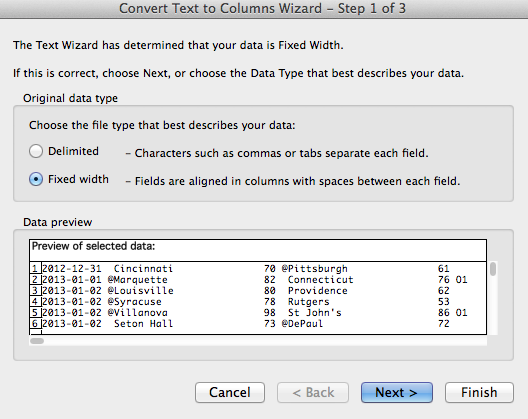 Convert Text to Columns Wizard - Step 1 of 3
The Text Wizard has determined that your data is Fixed Width.
If this is correct, choose Next, or choose the Data Type that best describes your data.
Original data type
Choose the file type that best describes your data:
Delimited – Characters such as commas or tabs separate each field.
Fixed width – Fields are aligned in columns with spaces between each field.
Data preview
Preview of selected data:
1 2012-12-31 Cincinnati 70 @Pittsburgh 61
2 2013-01-01 @Marquette 82 Connecticut 76 O1
3 2013-01-02 @Louisville 80 Providence 62
4 2013-01-02 @Syracuse 78 Rutgers 53
5 2013-01-02 @Villanova 98 St John's 86 O1
6 2013-01-02 Seton Hall 73 @DePaul 72
Cancel < Back Next > Finish